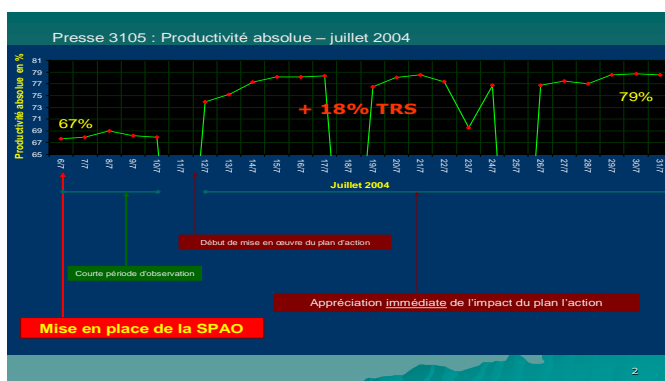 Presse 3105 : Productivité absolue – juillet 2004
Productivité absolue en %
81
79
77
75
73
71
69
67
65
67%
+ 18% TRS
79%
6/7 7/7 8/7 9/7 10/7 11/7 12/7 13/7 14/7 15/7 16/7 17/7 18/7 19/7 20/7 21/7 22/7 23/7 24/7 25/7 26/7 27/7 28/7 29/7 30/7 31/7
Juillet 2004
Début de mise en œuvre du plan d'action
Courte période d'observation
Appréciation immédiate de l'impact du plan l'action
Mise en place de la SPAO
2